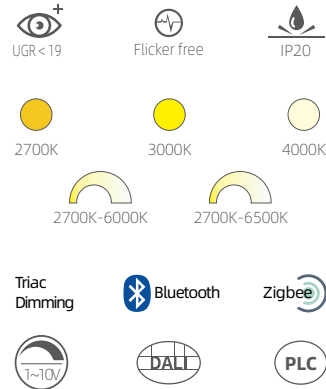 UGR<19
Flicker free
IP20
2700K
3000K
4000K
2700K-6000K
2700K-6500K
Triac
Dimming
Bluetooth
Zigbee
1~10V
DALI
PLC